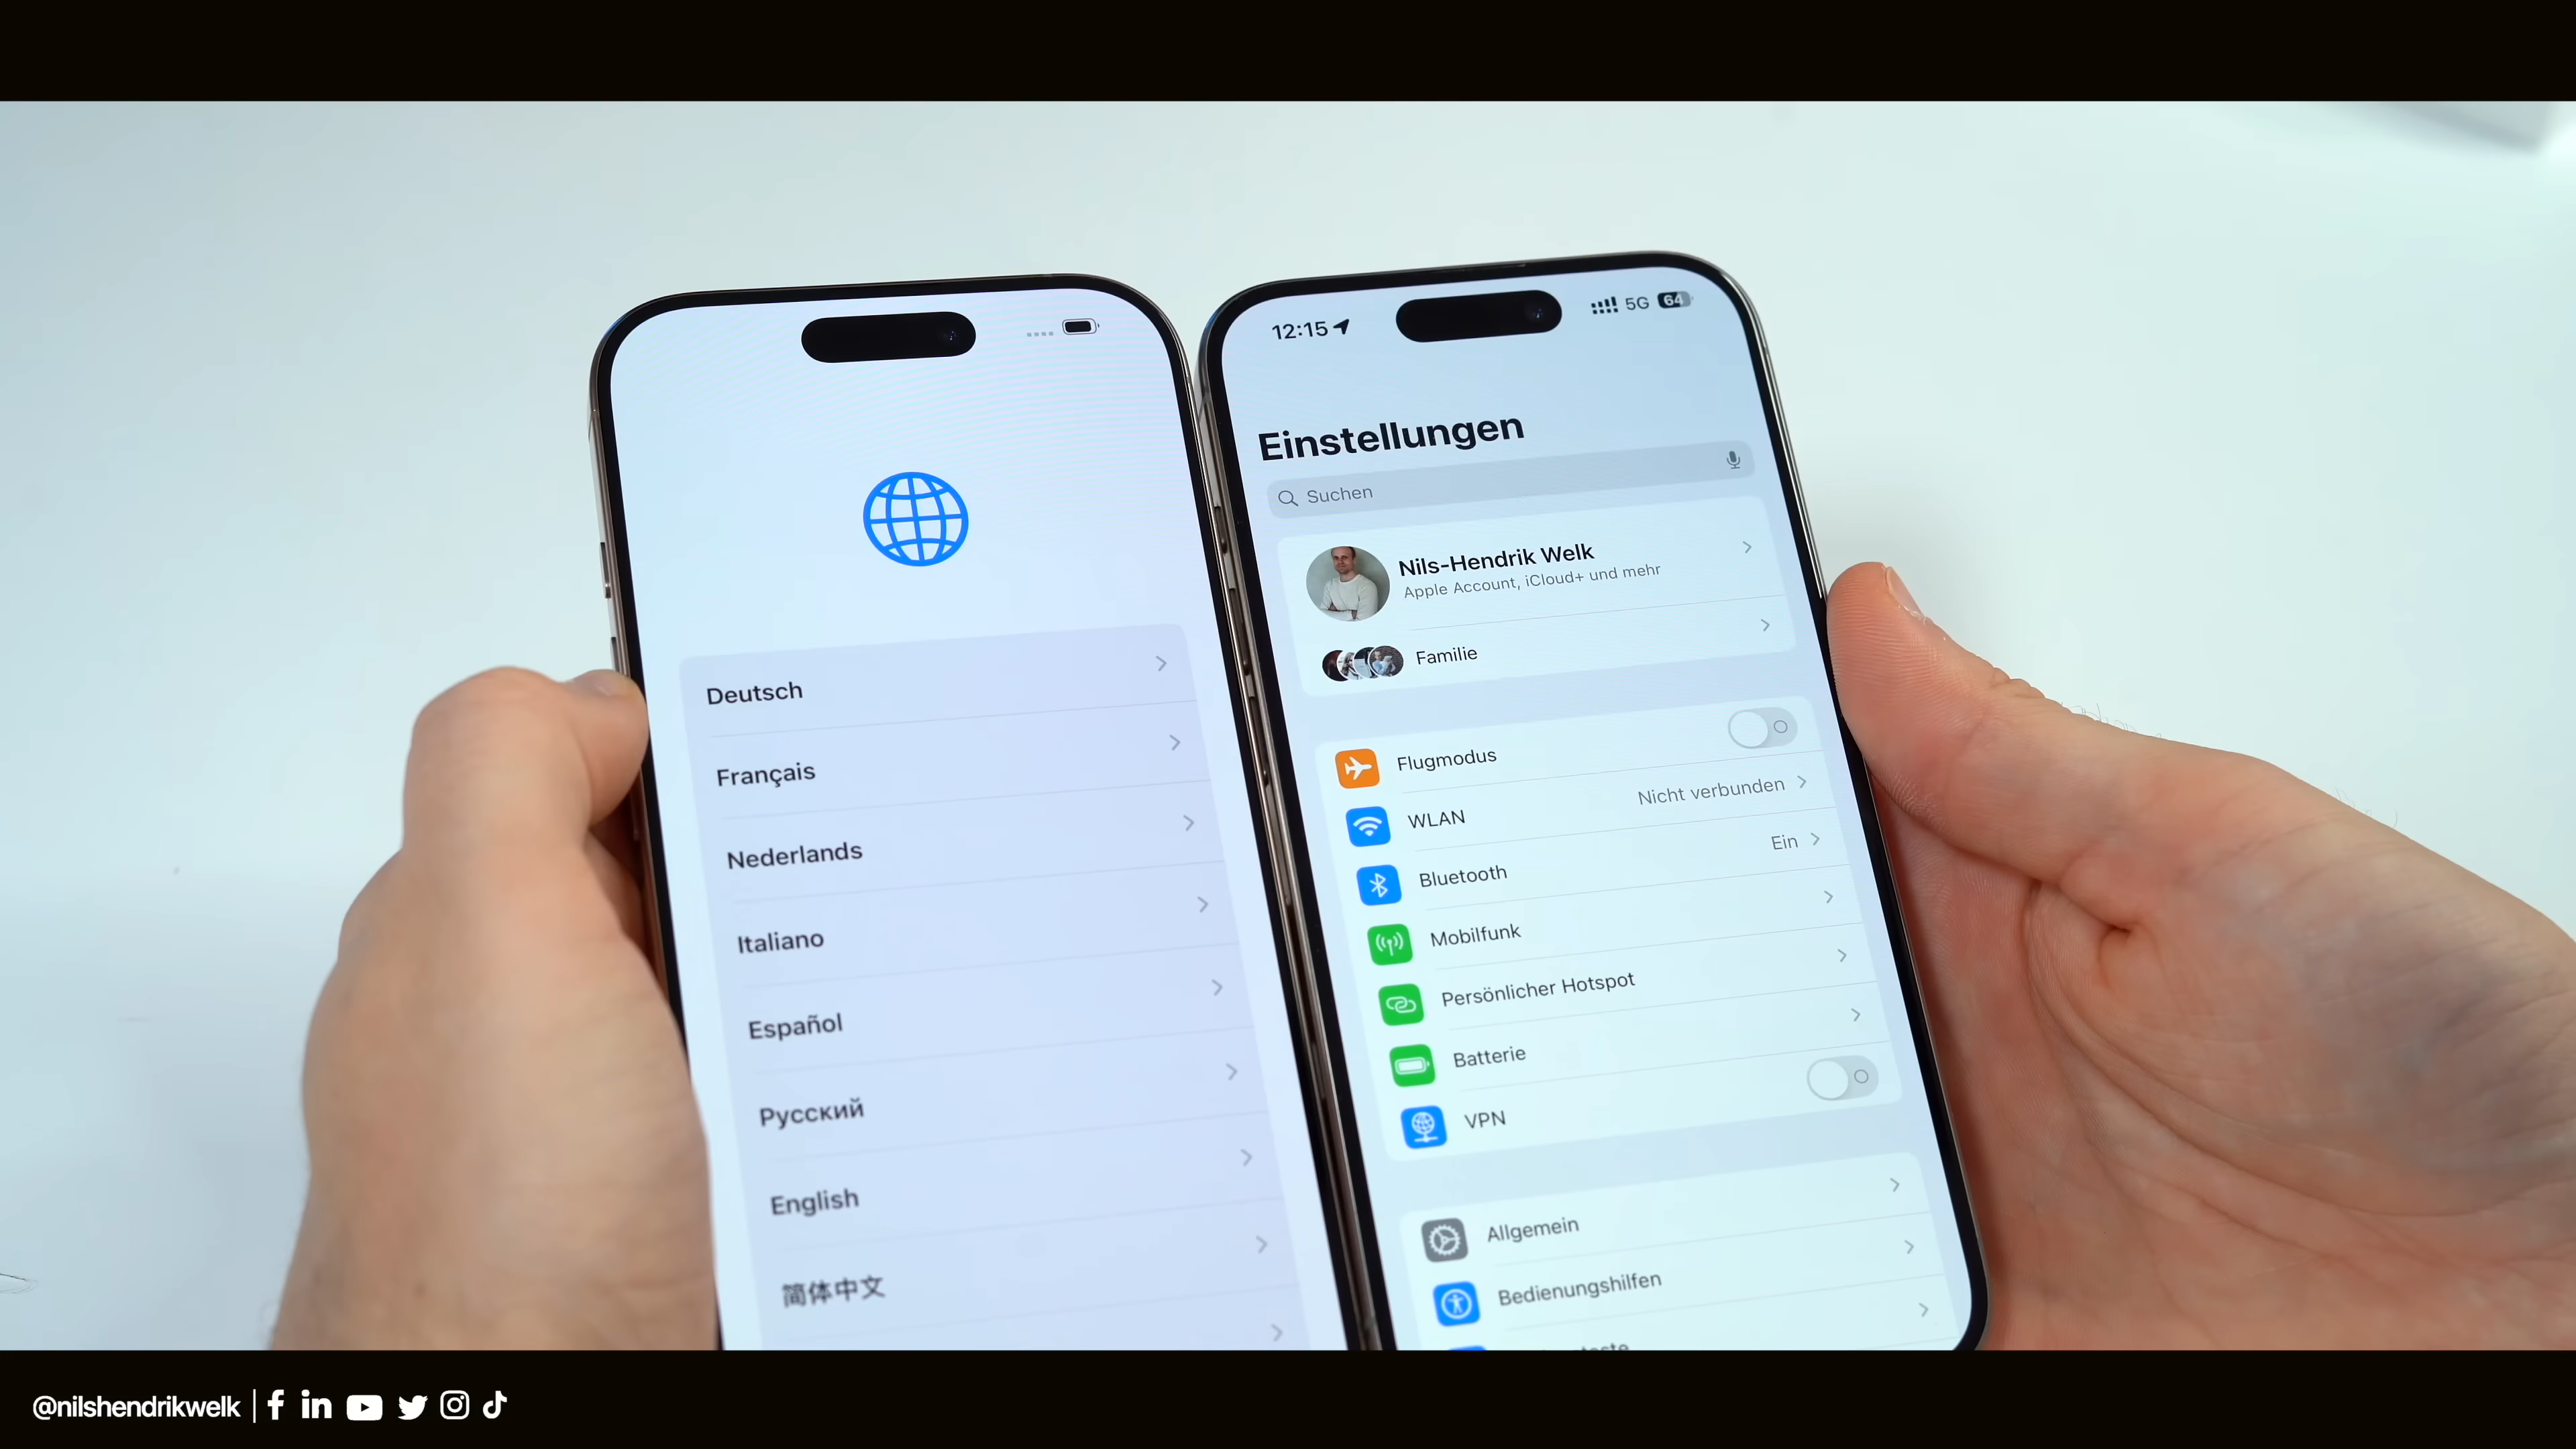 Deutsch
Français
Nederlands
Italiano
Español
Русский
English
简体中文
12:15 5G 64
Einstellungen
Suchen
Nils-Hendrik Welk
Apple Account, iCloud+ und mehr
Familie
Flugmodus
WLAN Nicht verbunden
Bluetooth Ein
Mobilfunk
Persönlicher Hotspot
Batterie
VPN
Allgemein
Bedienungshilfen
@nilshendrikwelk